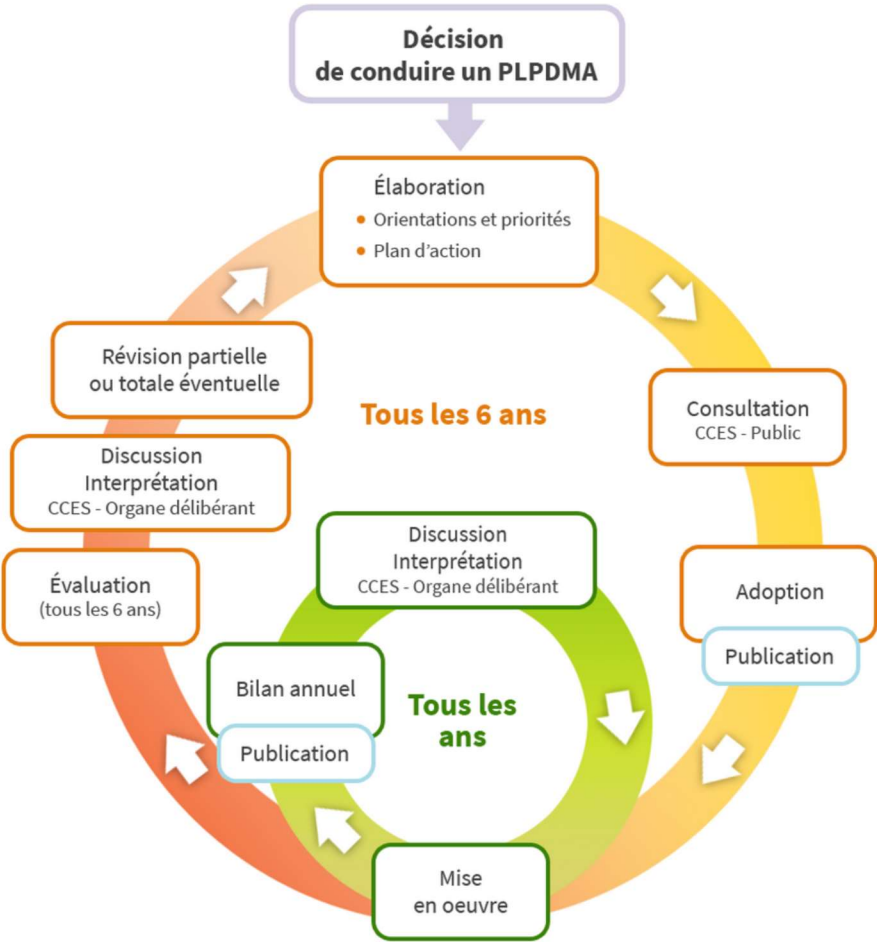 Décision
de conduire un PLPDMA
Élaboration
• Orientations et priorités
• Plan d'action
Révision partielle
ou totale éventuelle
Tous les 6 ans
Consultation
CCES - Public
Discussion
Interprétation
CCES - Organe délibérant
Discussion
Interprétation
CCES - Organe délibérant
Évaluation
(tous les 6 ans)
Adoption
Publication
Bilan annuel
Publication
Tous les
ans
Mise
en oeuvre